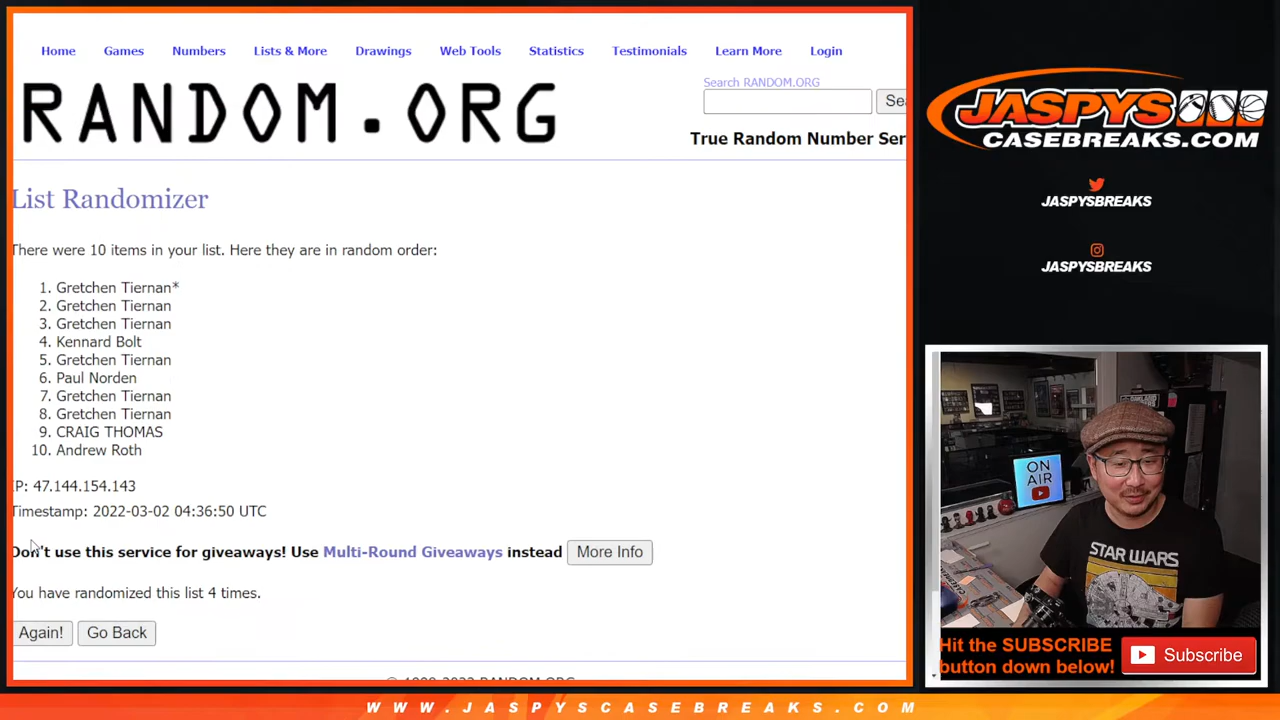 Home Games Numbers Lists & More Drawings Web Tools Statistics Testimonials Learn More Login
Search RANDOM.ORG
RANDOM.ORG
True Random Number Ser
List Randomizer
There were 10 items in your list. Here they are in random order:
1. Gretchen Tiernan*
2. Gretchen Tiernan
3. Gretchen Tiernan
4. Kennard Bolt
5. Gretchen Tiernan
6. Paul Norden
7. Gretchen Tiernan
8. Gretchen Tiernan
9. CRAIG THOMAS
10. Andrew Roth
IP: 47.144.154.143
Timestamp: 2022-03-02 04:36:50 UTC
Don't use this service for giveaways! Use Multi-Round Giveaways instead More Info
You have randomized this list 4 times.
Again! Go Back
JASPYS
CASEBREAKS.COM
JASPYSBREAKS
JASPYSBREAKS
ON
AIR
STAR WARS
Hit the SUBSCRIBE
button down below!
Subscribe
WWW.JASPYSCASEBREAKS.COM